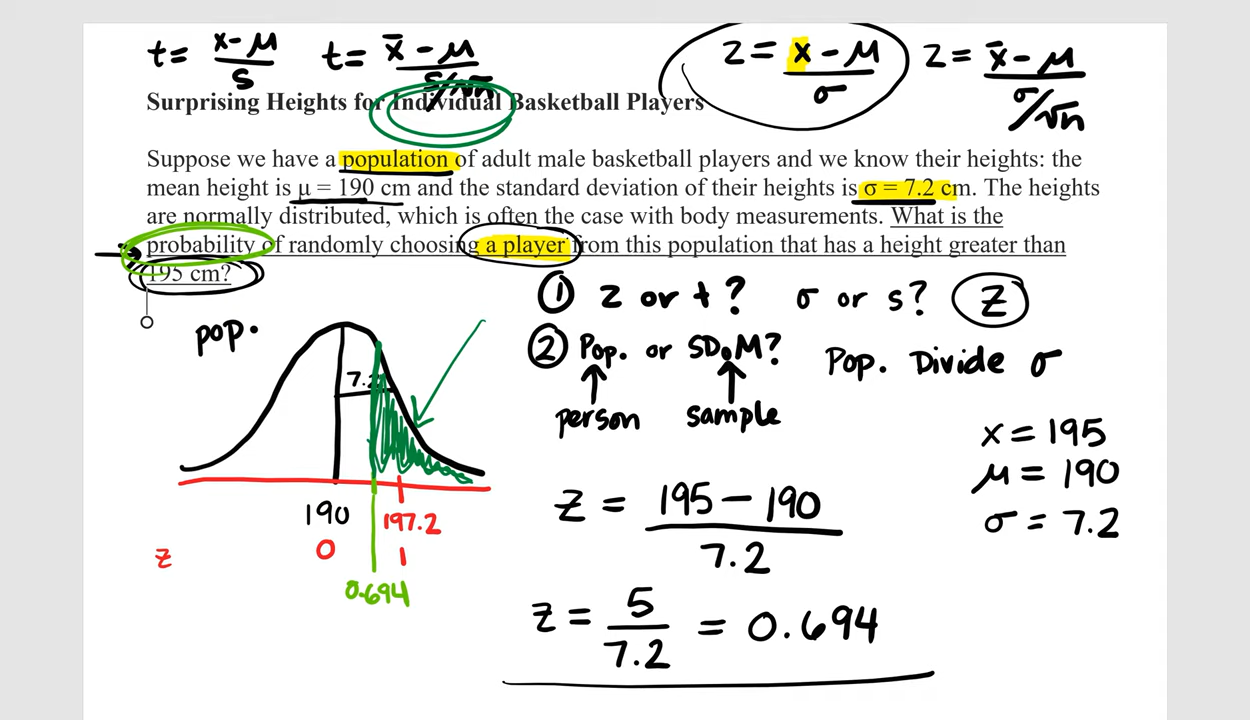 t = x - μ / s
t = x̄ - μ / s/√n
z = x - μ / σ
z = x̄ - μ / σ/√n
Surprising Heights for Individual Basketball Players
Suppose we have a population of adult male basketball players and we know their heights: the
mean height is μ = 190 cm and the standard deviation of their heights is σ = 7.2 cm. The heights
are normally distributed, which is often the case with body measurements. What is the
probability of randomly choosing a player from this population that has a height greater than
195 cm?
① z or t? σ or s? Z
② Pop. or SDoM? Pop. Divide σ
person sample
pop.
7.2
190
197.2
z 0 1
0.694
x = 195
μ = 190
σ = 7.2
z = 195 - 190 / 7.2
z = 5 / 7.2 = 0.694